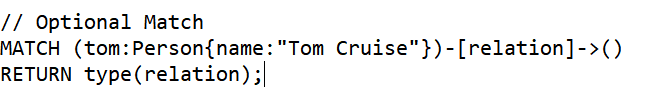 // Optional Match
MATCH (tom:Person{name:"Tom Cruise"})-[relation]->()
RETURN type(relation);